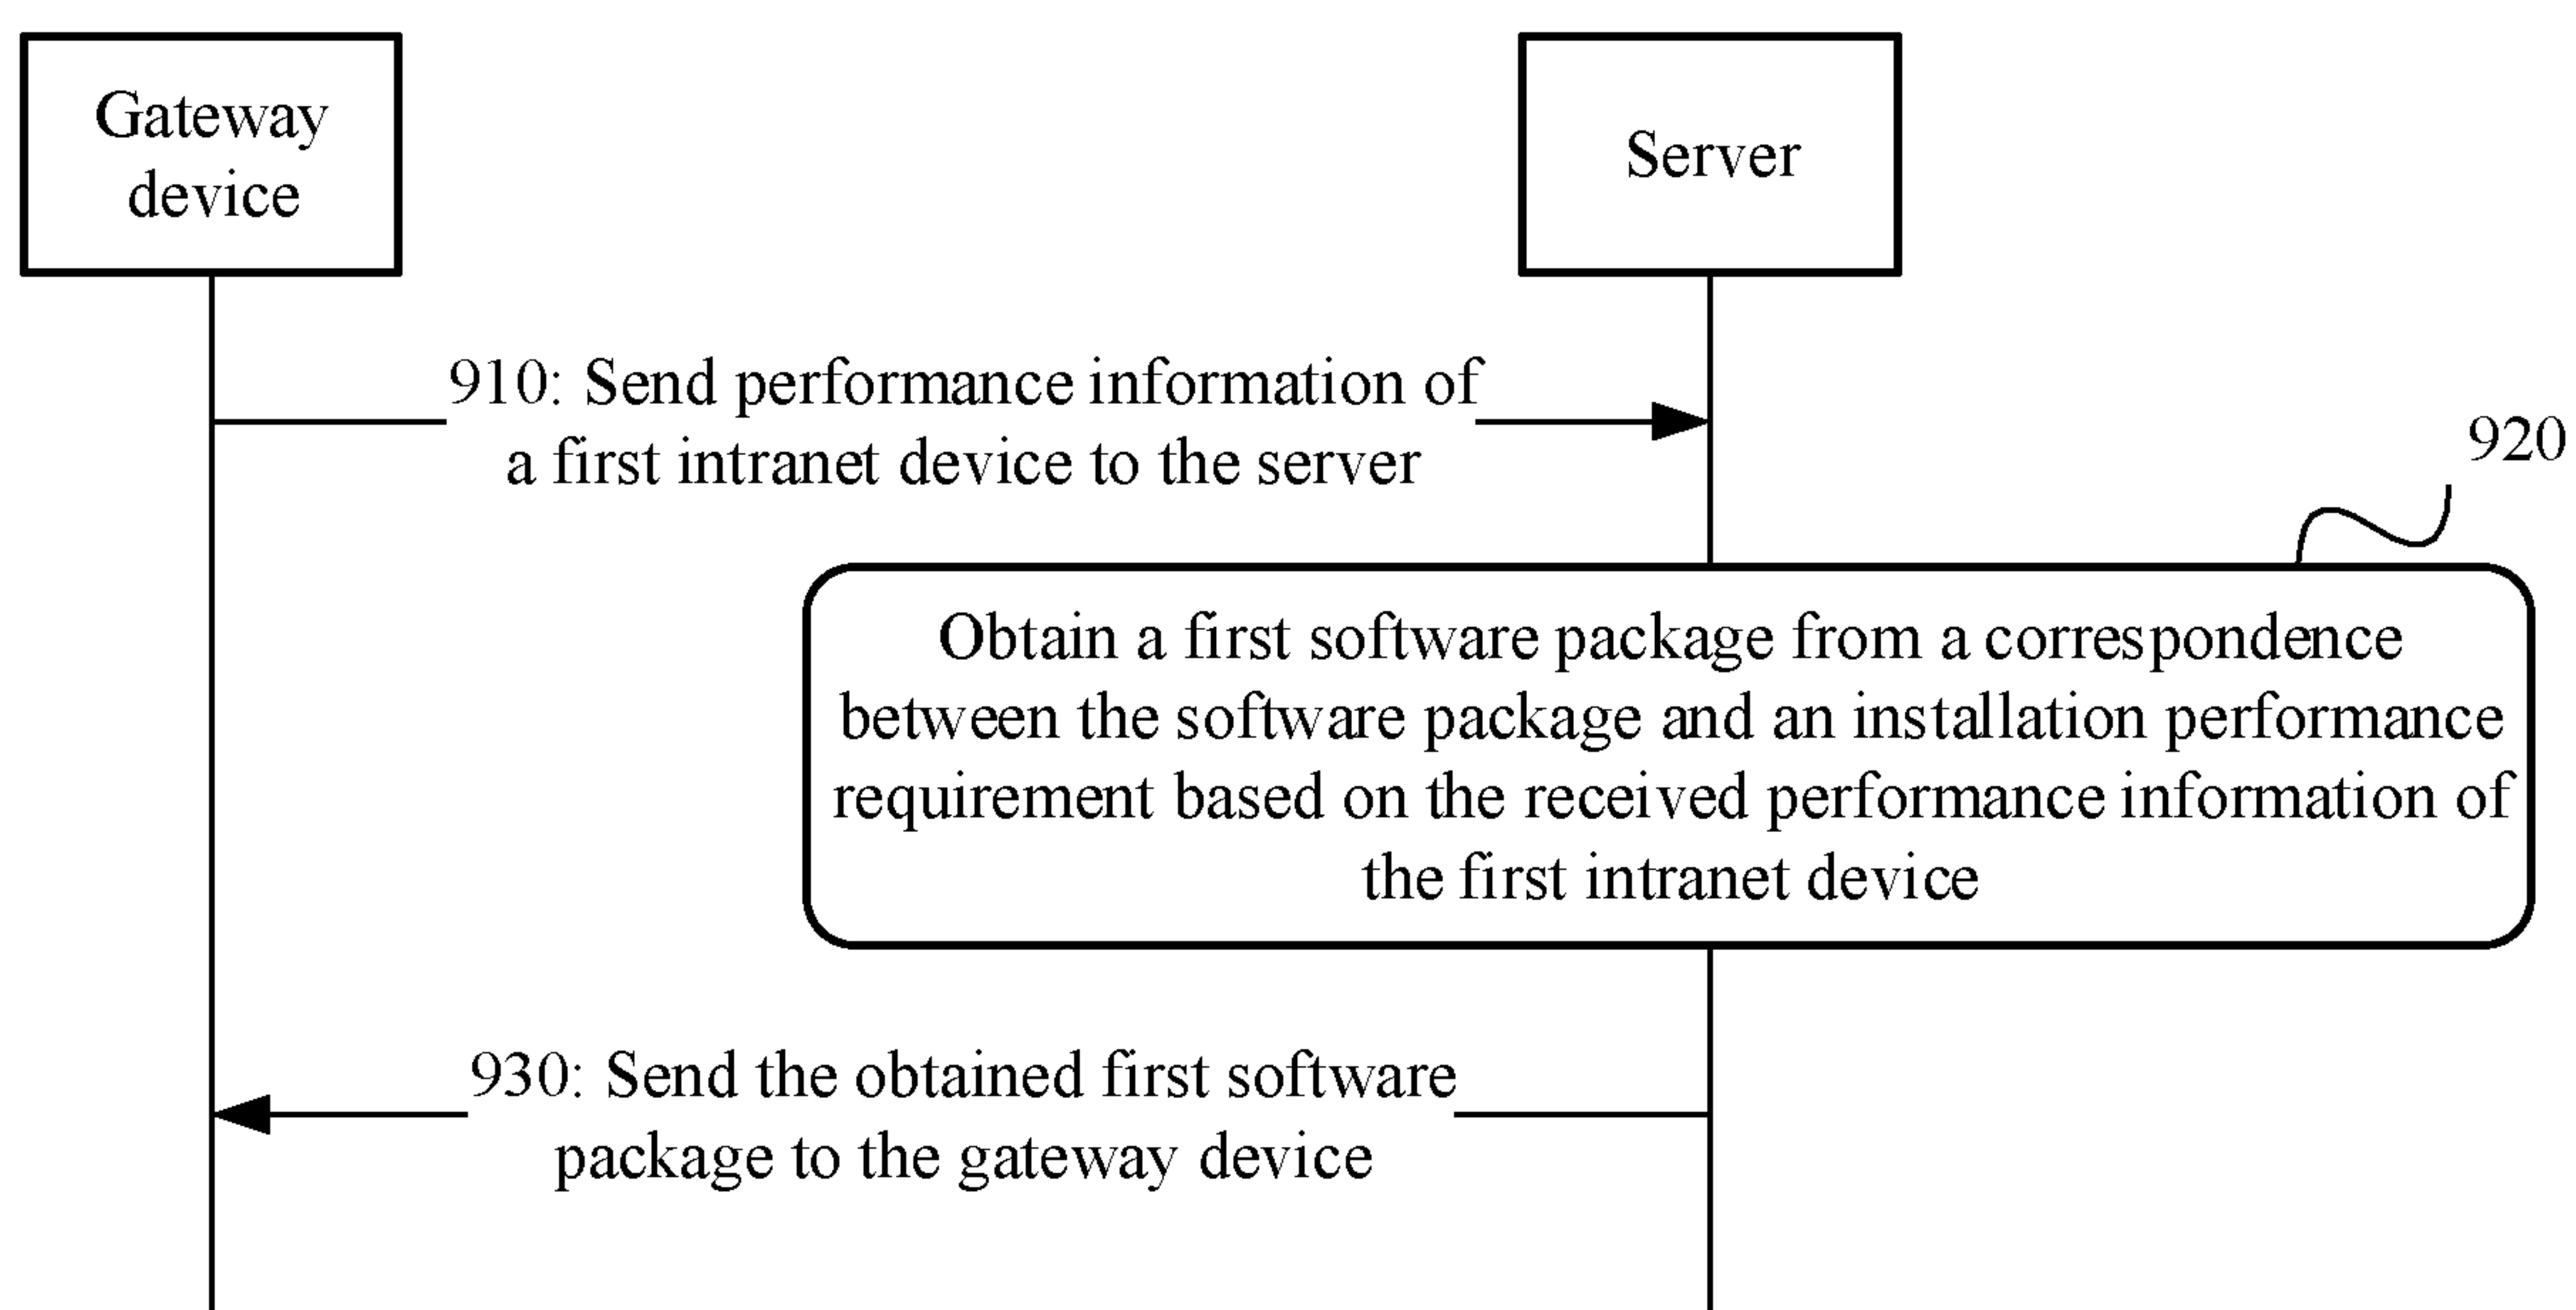 Gateway
device
Server
910: Send performance information of
a first intranet device to the server
920
Obtain a first software package from a correspondence
between the software package and an installation performance
requirement based on the received performance information of
the first intranet device
930: Send the obtained first software
package to the gateway device